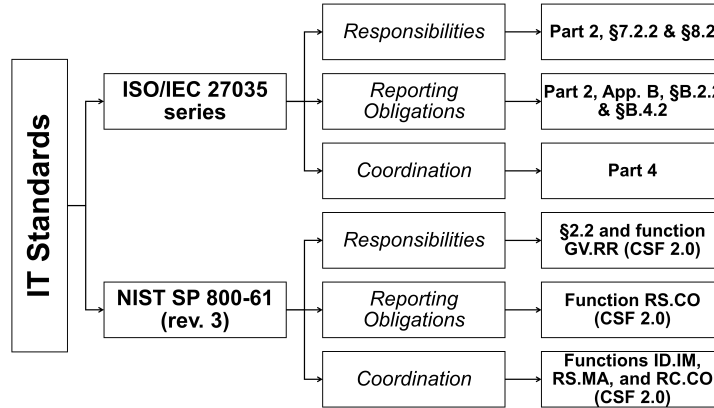 IT Standards
ISO/IEC 27035
series
Responsibilities
Part 2, §7.2.2 & §8.2
Reporting
Obligations
Part 2, App. B, §B.2.2
& §B.4.2
Coordination
Part 4
NIST SP 800-61
(rev. 3)
Responsibilities
§2.2 and function
GV.RR (CSF 2.0)
Reporting
Obligations
Function RS.CO
(CSF 2.0)
Coordination
Functions ID.IM,
RS.MA, and RC.CO
(CSF 2.0)